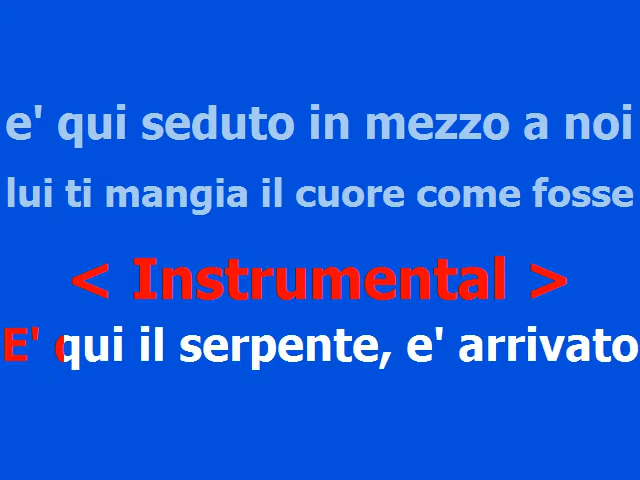 e' qui seduto in mezzo a noi
lui ti mangia il cuore come fosse
< Instrumental >
E' qui il serpente, e' arrivato